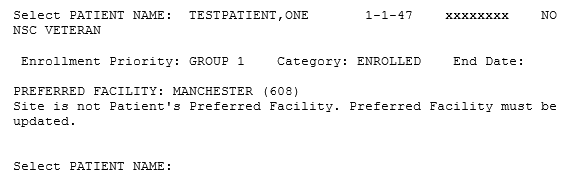 Select PATIENT NAME: TESTPATIENT,ONE 1-1-47 xxxxxxxx NO
NSC VETERAN
Enrollment Priority: GROUP 1 Category: ENROLLED End Date:
PREFERRED FACILITY: MANCHESTER (608)
Site is not Patient's Preferred Facility. Preferred Facility must be
updated.
Select PATIENT NAME: